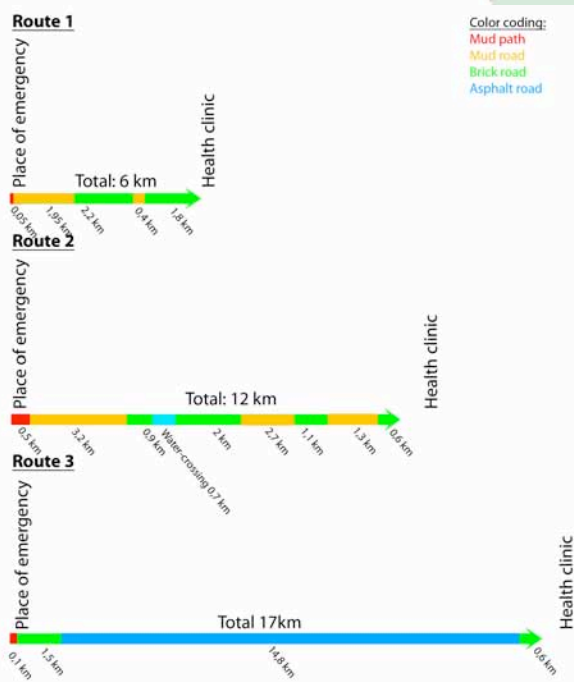 Route 1
Color coding:
Mud path
Mud road
Brick road
Asphalt road
Place of emergency
Health clinic
Total: 6 km
0,05 km
1,95 km
2,2 km
0,4 km
1,8 km
Route 2
Place of emergency
Health clinic
Total: 12 km
0,5 km
3,2 km
0,9 km
Water-crossing 0,7 km
2 km
2,7 km
1,1 km
1,3 km
0,6 km
Route 3
Place of emergency
Health clinic
Total 17km
0,1 km
1,5 km
14,8 km
0,6 km